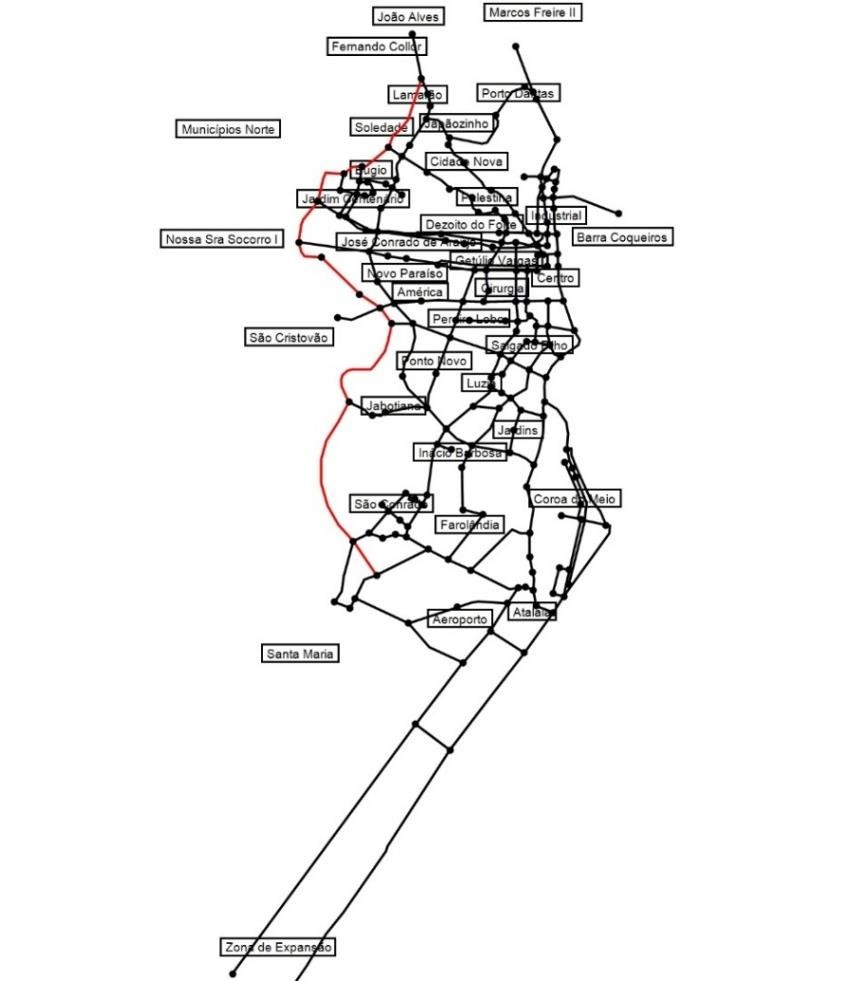 João Alves
Marcos Freire II
Fernando Collor
Lamarão
Porto Dantas
Municípios Norte
Soledade
Japãozinho
Cidade Nova
Bugio
Jardim Centenário
Palestina
Industrial
Dezoito do Forte
Nossa Sra Socorro I
José Conrado de Araújo
Barra Coqueiros
Getúlio Vargas
Novo Paraíso
Centro
América
Cirurgia
Pereira Lobo
São Cristovão
Salgado Filho
Ponto Novo
Luzia
Jabotiana
Jardins
Inácio Barbosa
São Conrado
Coroa do Meio
Farolândia
Atalaia
Aeroporto
Santa Maria
Zona de Expansão